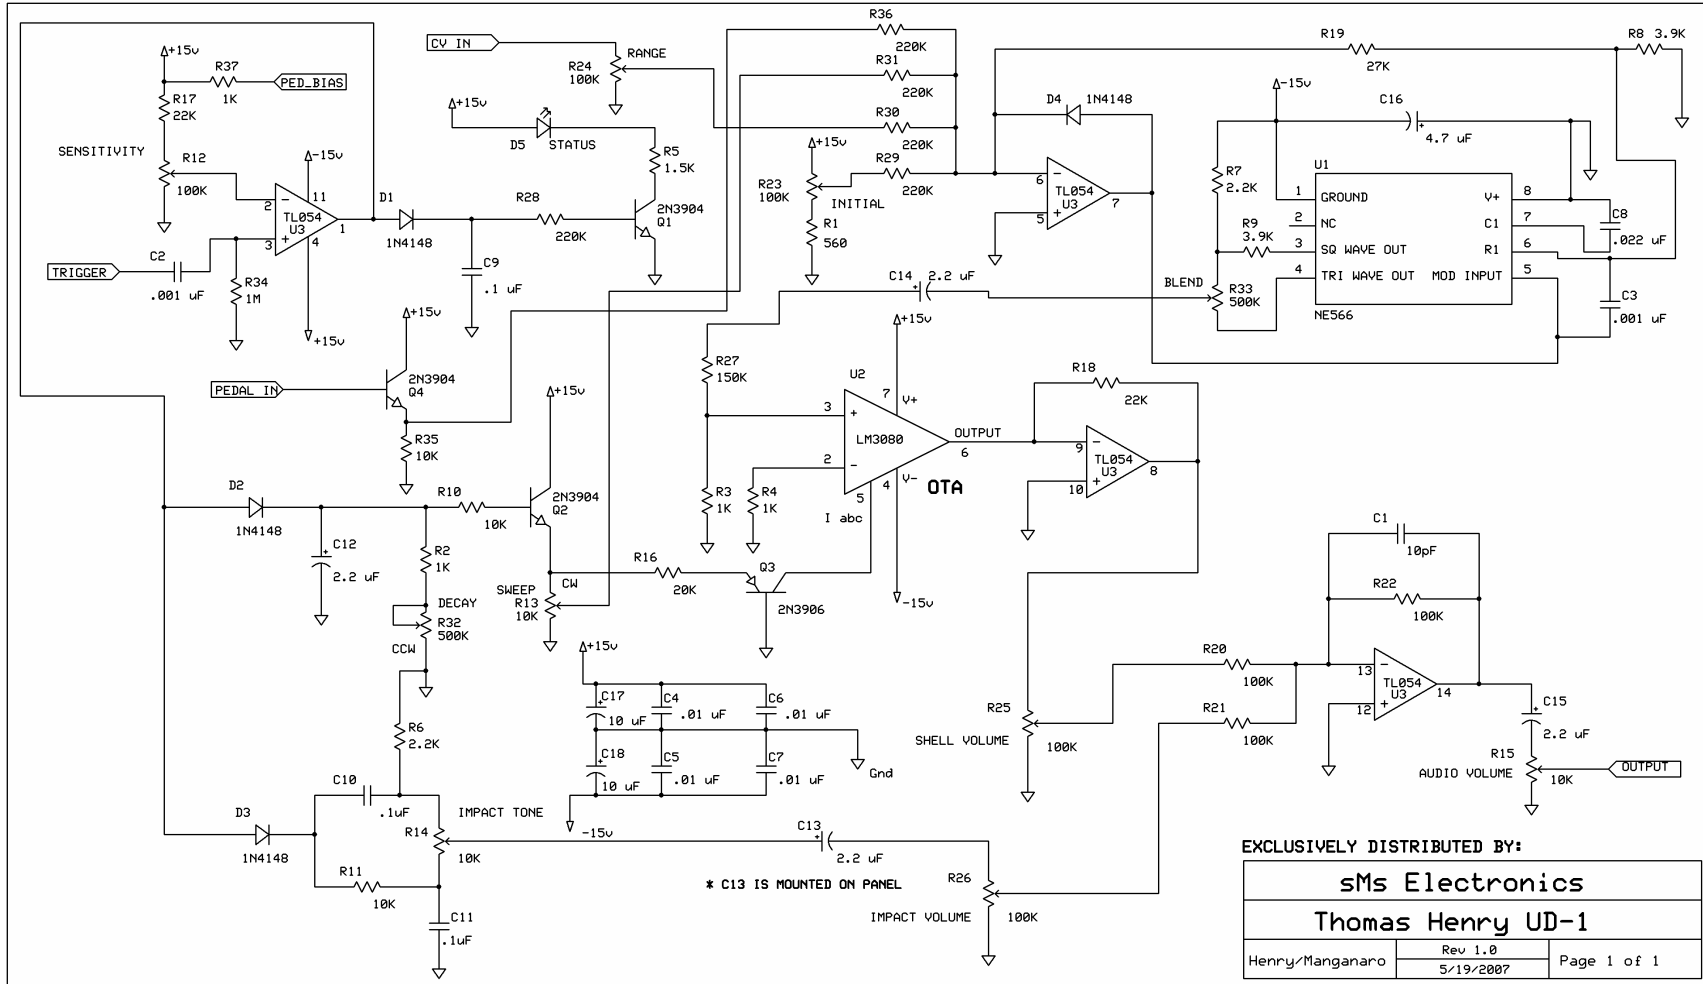 R36
220K
CV IN
R24
100K
RANGE
R31
220K
R19
27K
R8 3.9K
+15v
R37
1K
PED_BIAS
R17
22K
+15v
D5 STATUS
R5
1.5K
R30
220K
D4 1N4148
-15v
C16
4.7 uF
SENSITIVITY
R12
100K
-15v
11
2
3
TL054
U3
4
1
+15v
D1
1N4148
R28
220K
2N3904
Q1
+15v
R23
100K
INITIAL
R29
220K
R1
560
6
5
TL054
U3
7
R7
2.2K
R9
3.9K
U1
1 GROUND
2 NC
3 SQ WAVE OUT
4 TRI WAVE OUT
V+ 8
C1 7
R1 6
MOD INPUT 5
NE566
C8
.022 uF
TRIGGER
C2
.001 uF
R34
1M
C9
.1 uF
C14 2.2 uF
BLEND
R33
500K
C3
.001 uF
+15v
PEDAL IN
2N3904
Q4
R35
10K
R27
150K
+15v
U2
7
V+
3
LM3080
2
5
4
V-
OUTPUT
6
OTA
I abc
R18
22K
9
10
TL054
U3
8
+15v
D2
1N4148
R10
10K
2N3904
Q2
R3
1K
R4
1K
C12
2.2 uF
R2
1K
R16
20K
Q3
2N3906
-15v
C1
10pF
R22
100K
DECAY
R32
500K
CCW
SWEEP
CW
R13
10K
+15v
C17
10 uF
C4
.01 uF
C6
.01 uF
C18
10 uF
C5
.01 uF
C7
.01 uF
Gnd
-15v
R6
2.2K
R25
100K
SHELL VOLUME
R20
100K
R21
100K
13
12
TL054
U3
14
C15
2.2 uF
R15
10K
AUDIO VOLUME
OUTPUT
C10
.1uF
D3
1N4148
R14
10K
IMPACT TONE
R11
10K
C11
.1uF
C13
2.2 uF
* C13 IS MOUNTED ON PANEL
R26
100K
IMPACT VOLUME
EXCLUSIVELY DISTRIBUTED BY:
sMs Electronics
Thomas Henry UD-1
Henry/Manganaro
Rev 1.0
5/19/2007
Page 1 of 1